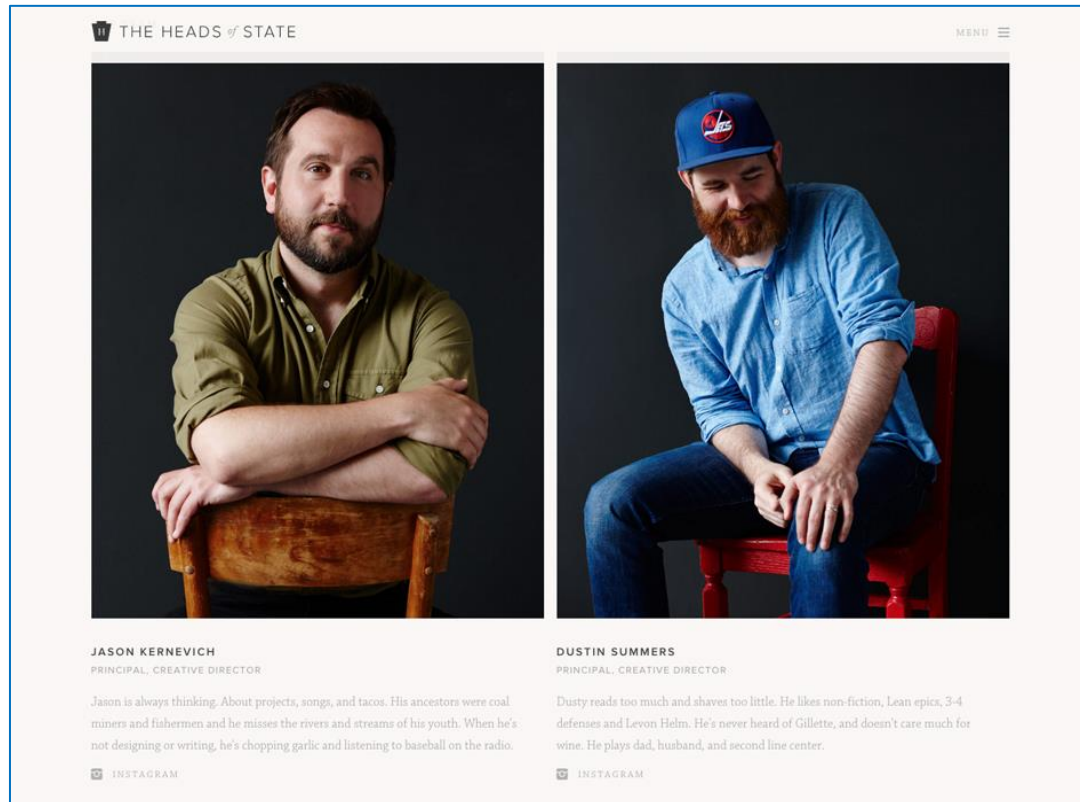 H THE HEADS of STATE
MENU
JETS
JASON KERNEVICH
PRINCIPAL, CREATIVE DIRECTOR
Jason is always thinking. About projects, songs, and tacos. His ancestors were coal
miners and fishermen and he misses the rivers and streams of his youth. When he's
not designing or writing, he's chopping garlic and listening to baseball on the radio.
INSTAGRAM
DUSTIN SUMMERS
PRINCIPAL, CREATIVE DIRECTOR
Dusty reads too much and shaves too little. He likes non-fiction, Lean epics, 3-4
defenses and Levon Helm. He's never heard of Gillette, and doesn't care much for
wine. He plays dad, husband, and second line center.
INSTAGRAM